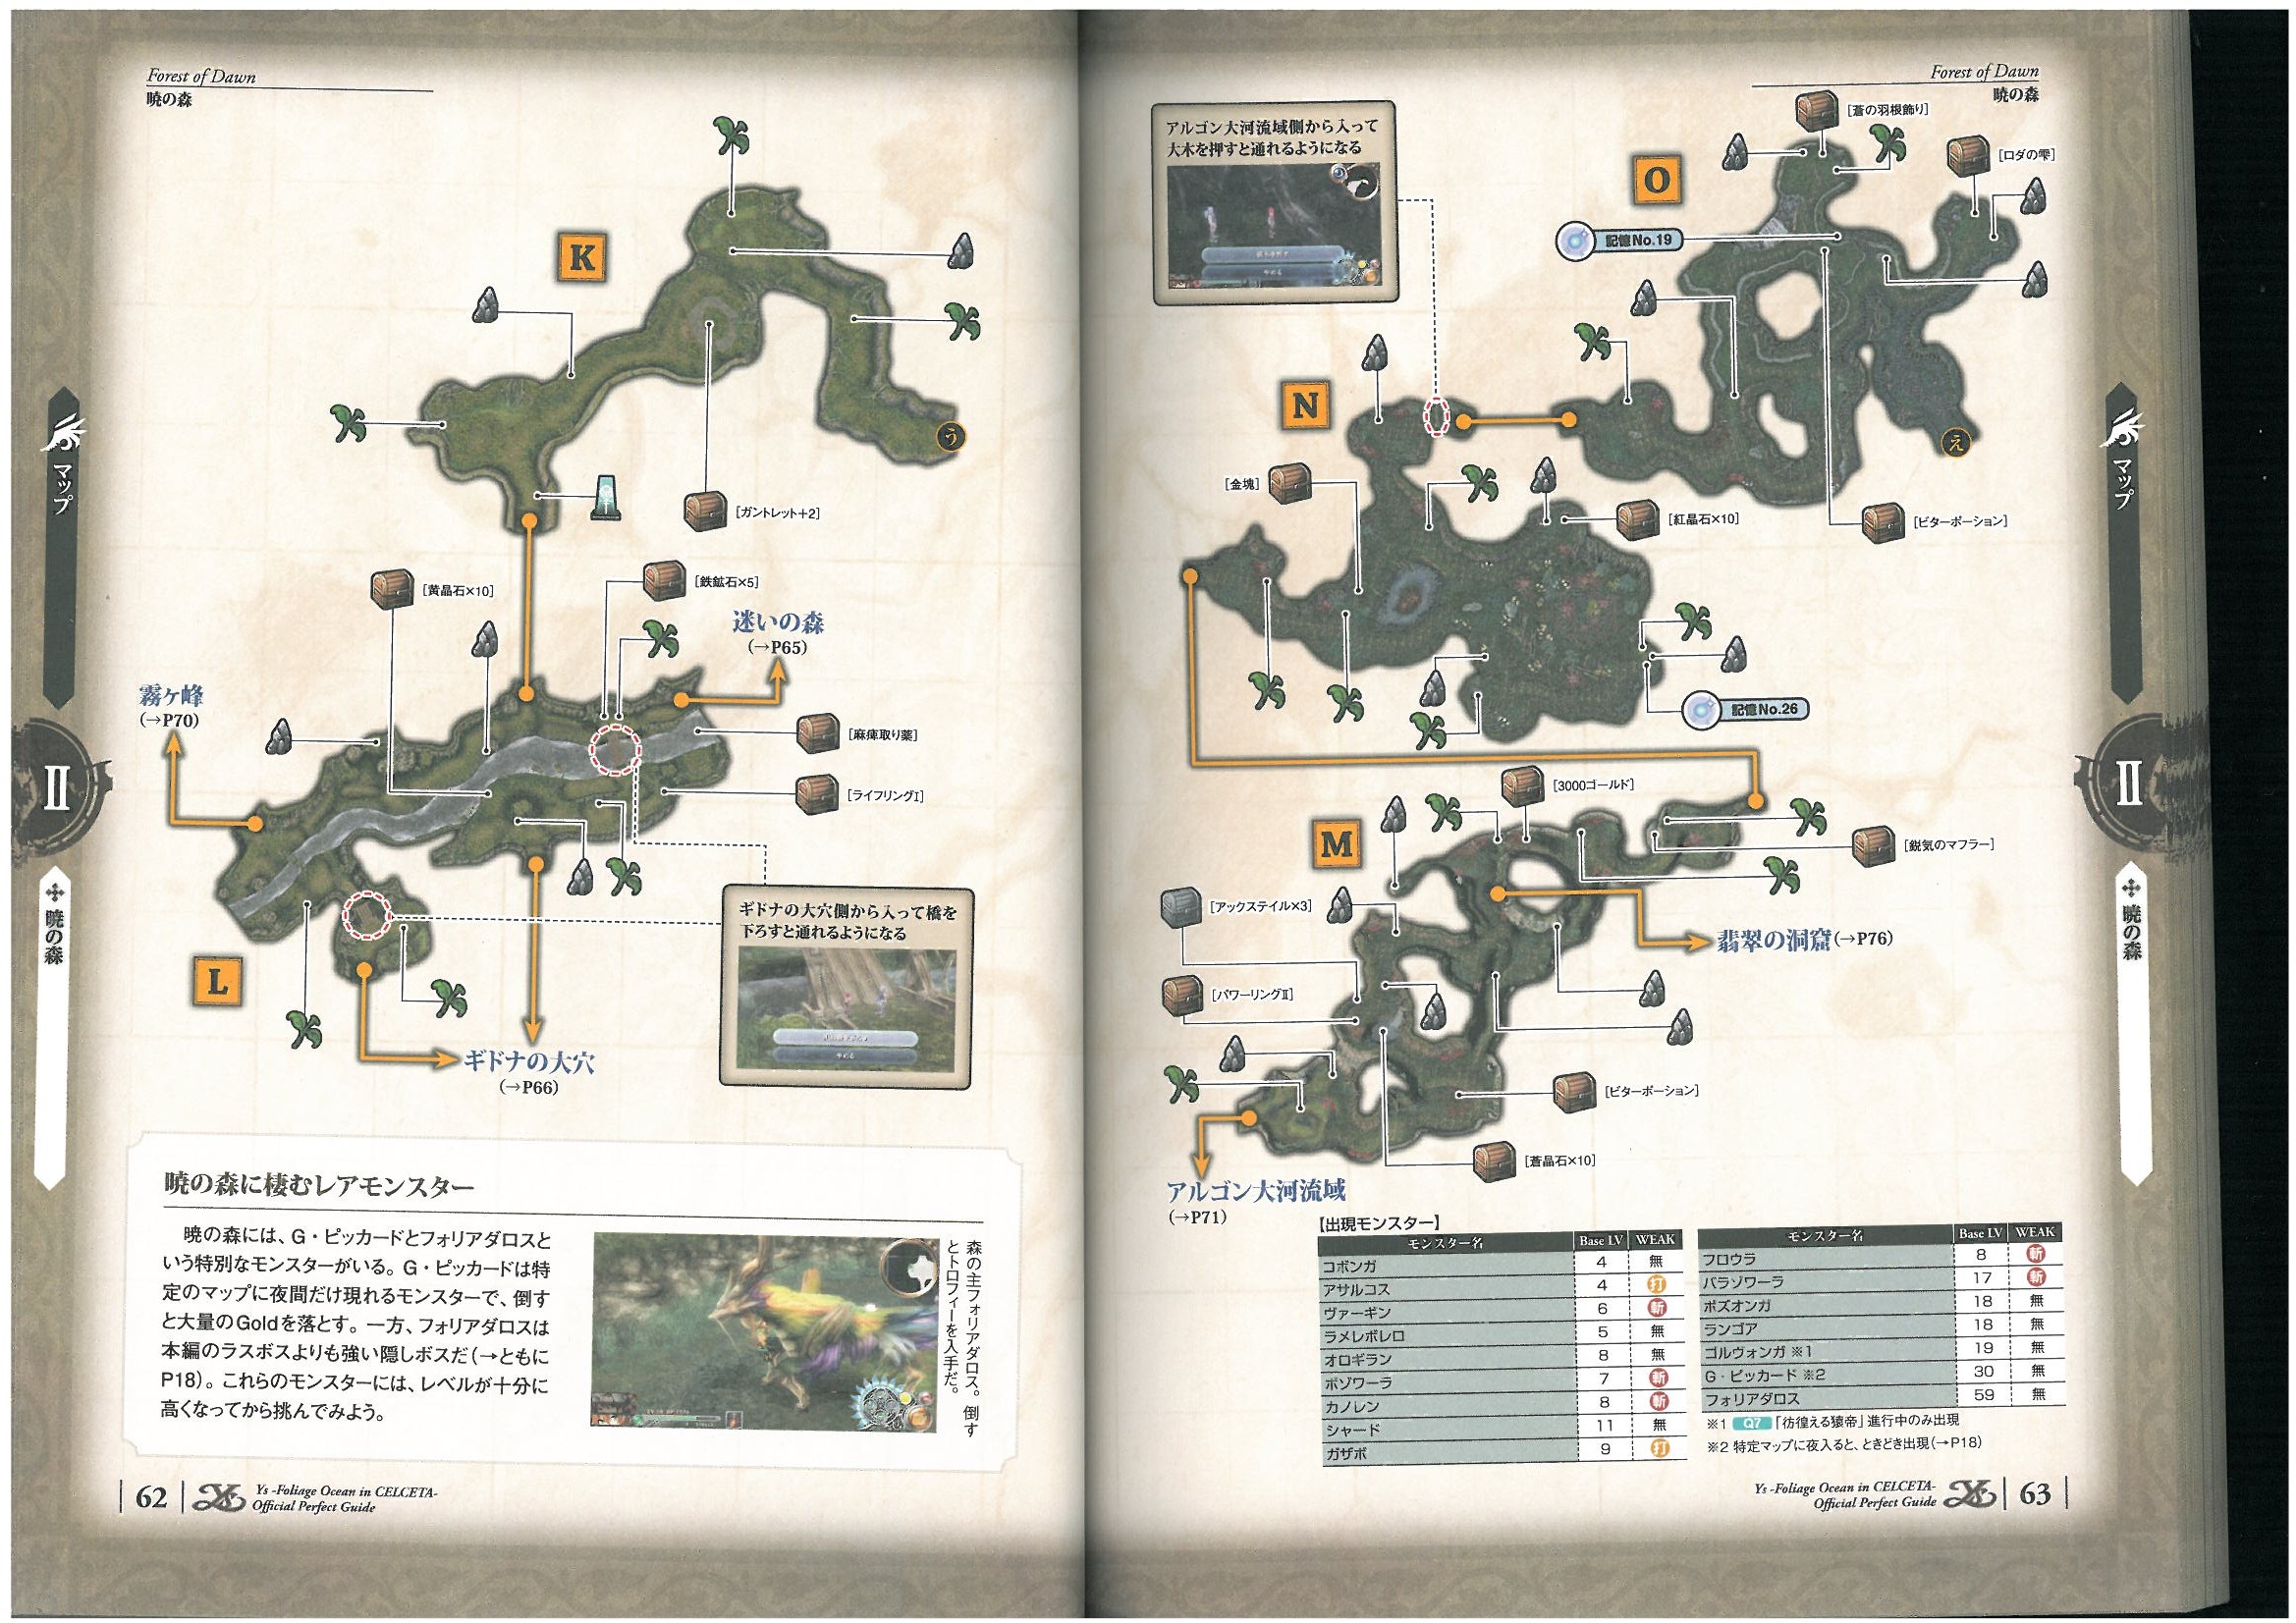 Forest of Dawn
暁の森
K
う
[ガントレット+2]
[黄晶石×10]
[鉄鉱石×5]
迷いの森
(→P65)
霧ヶ峰
(→P70)
[麻痺取り薬]
[ライフリングⅠ]
ギドナの大穴側から入って橋を
下ろすと通れるようになる
やめる
L
ギドナの大穴
(→P66)
暁の森に棲むレアモンスター
暁の森には、G・ピッカードとフォリアダロスと
いう特別なモンスターがいる。G・ピッカードは特
定のマップに夜間だけ現れるモンスターで、倒す
と大量のGoldを落とす。一方、フォリアダロスは
本編のラスボスよりも強い隠しボスだ(→ともに
P18)。これらのモンスターには、レベルが十分に
高くなってから挑んでみよう。
森の主フォリアダロス。倒す
とトロフィーを入手だ。
マップ
Ⅱ
暁の森
62
Ys
Ys -Foliage Ocean in CELCETA-
Official Perfect Guide
Forest of Dawn
暁の森
アルゴン大河流域側から入って
大木を押すと通れるようになる
やめる
O
[蒼の羽根飾り]
[ロダの雫]
記憶No.19
N
え
[金塊]
[紅晶石×10]
[ビターポーション]
記憶No.26
[3000ゴールド]
M
[鋭気のマフラー]
[アックステイル×3]
翡翠の洞窟(→P76)
[パワーリングⅡ]
[ビターポーション]
[蒼晶石×10]
アルゴン大河流域
(→P71)
【出現モンスター】
モンスター名 Base LV WEAK
コボンガ 4 無
アサルコス 4 打
ヴァーギン 6 斬
ラメレボレロ 5 無
オロギラン 8 無
ボゾワーラ 7 斬
カノレン 8 斬
シャード 11 無
ガザボ 9 打
モンスター名 Base LV WEAK
フロウラ 8 斬
バラゾワーラ 17 斬
ボズオンガ 18 無
ランゴア 18 無
ゴルヴォンガ ※1 19 無
G・ピッカード ※2 30 無
フォリアダロス 59 無
※1 Q7 「彷徨える猿帝」進行中のみ出現
※2 特定マップに夜入ると、ときどき出現(→P18)
マップ
Ⅱ
暁の森
Ys -Foliage Ocean in CELCETA-
Official Perfect Guide
Ys
63